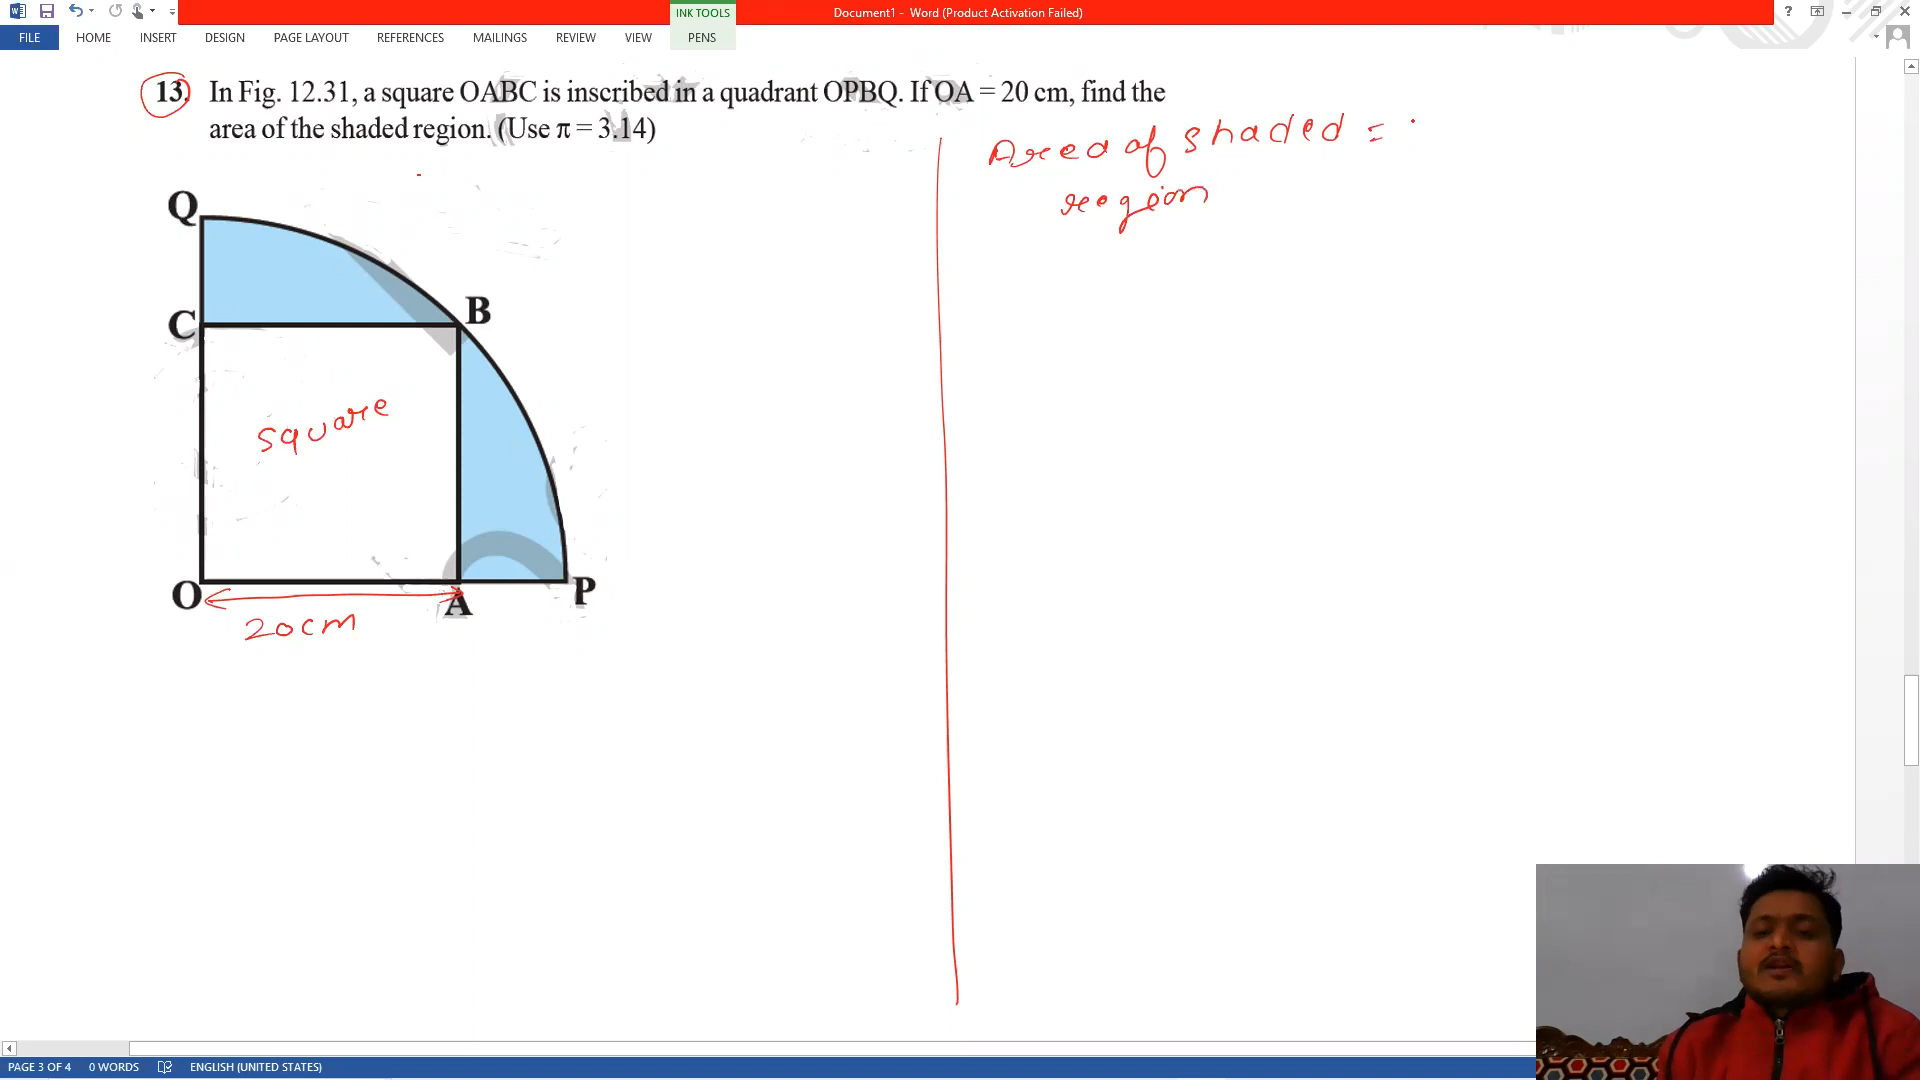 INK TOOLS
Document1 - Word (Product Activation Failed)
FILE HOME INSERT DESIGN PAGE LAYOUT REFERENCES MAILINGS REVIEW VIEW PENS
13. In Fig. 12.31, a square OABC is inscribed in a quadrant OPBQ. If OA = 20 cm, find the
area of the shaded region. (Use π = 3.14)
Area of shaded =
region
Q
C
B
square
O
A
P
20cm
PAGE 3 OF 4 0 WORDS ENGLISH (UNITED STATES)